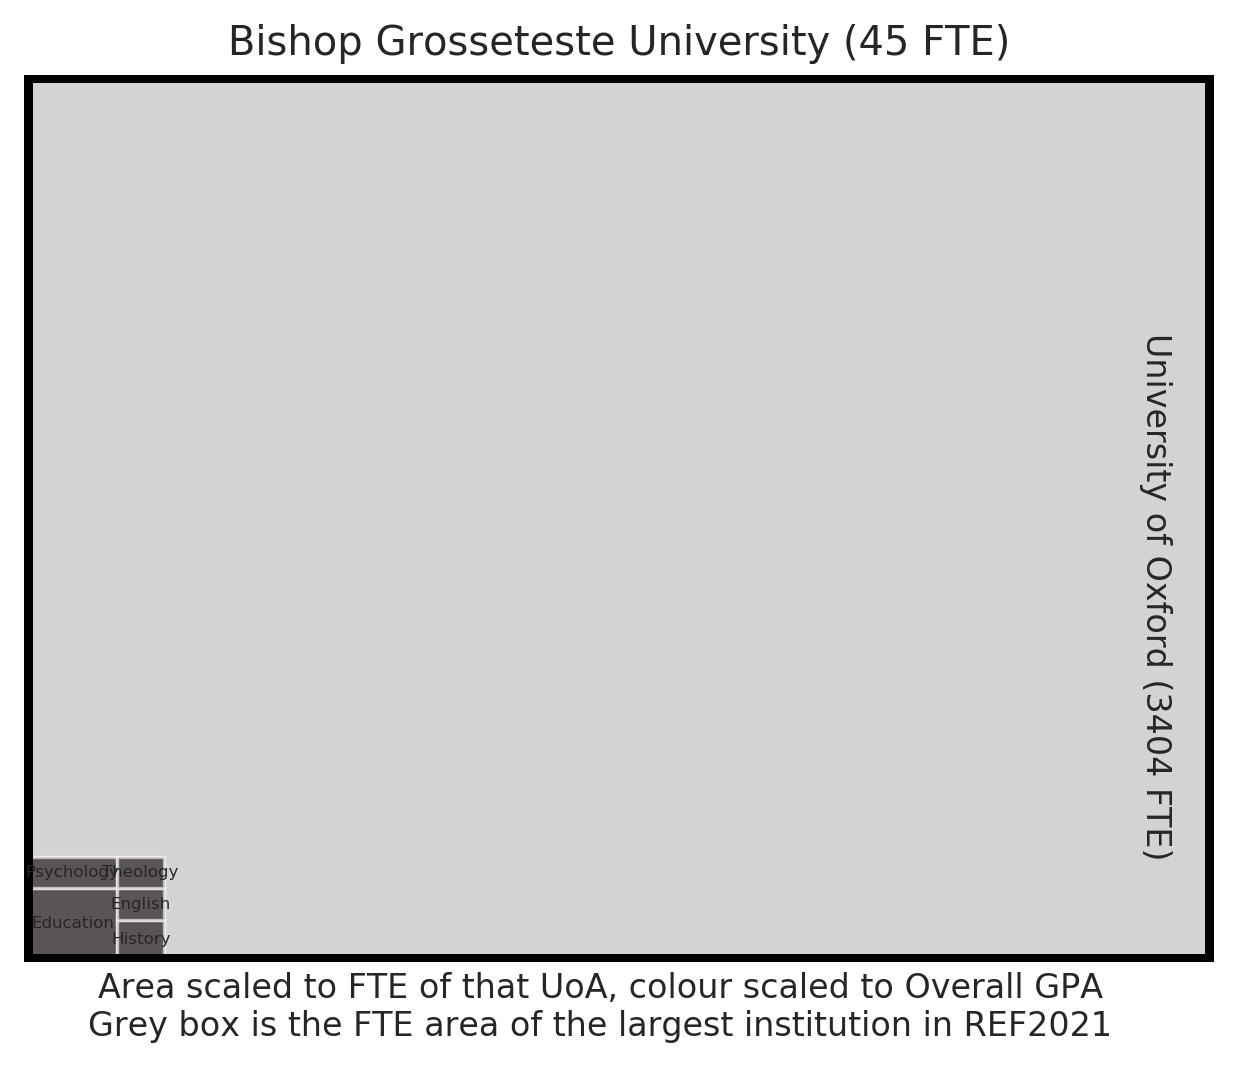 Bishop Grosseteste University (45 FTE)
University of Oxford (3404 FTE)
Psychology
Theology
English
Education
History
Area scaled to FTE of that UoA, colour scaled to Overall GPA
Grey box is the FTE area of the largest institution in REF2021